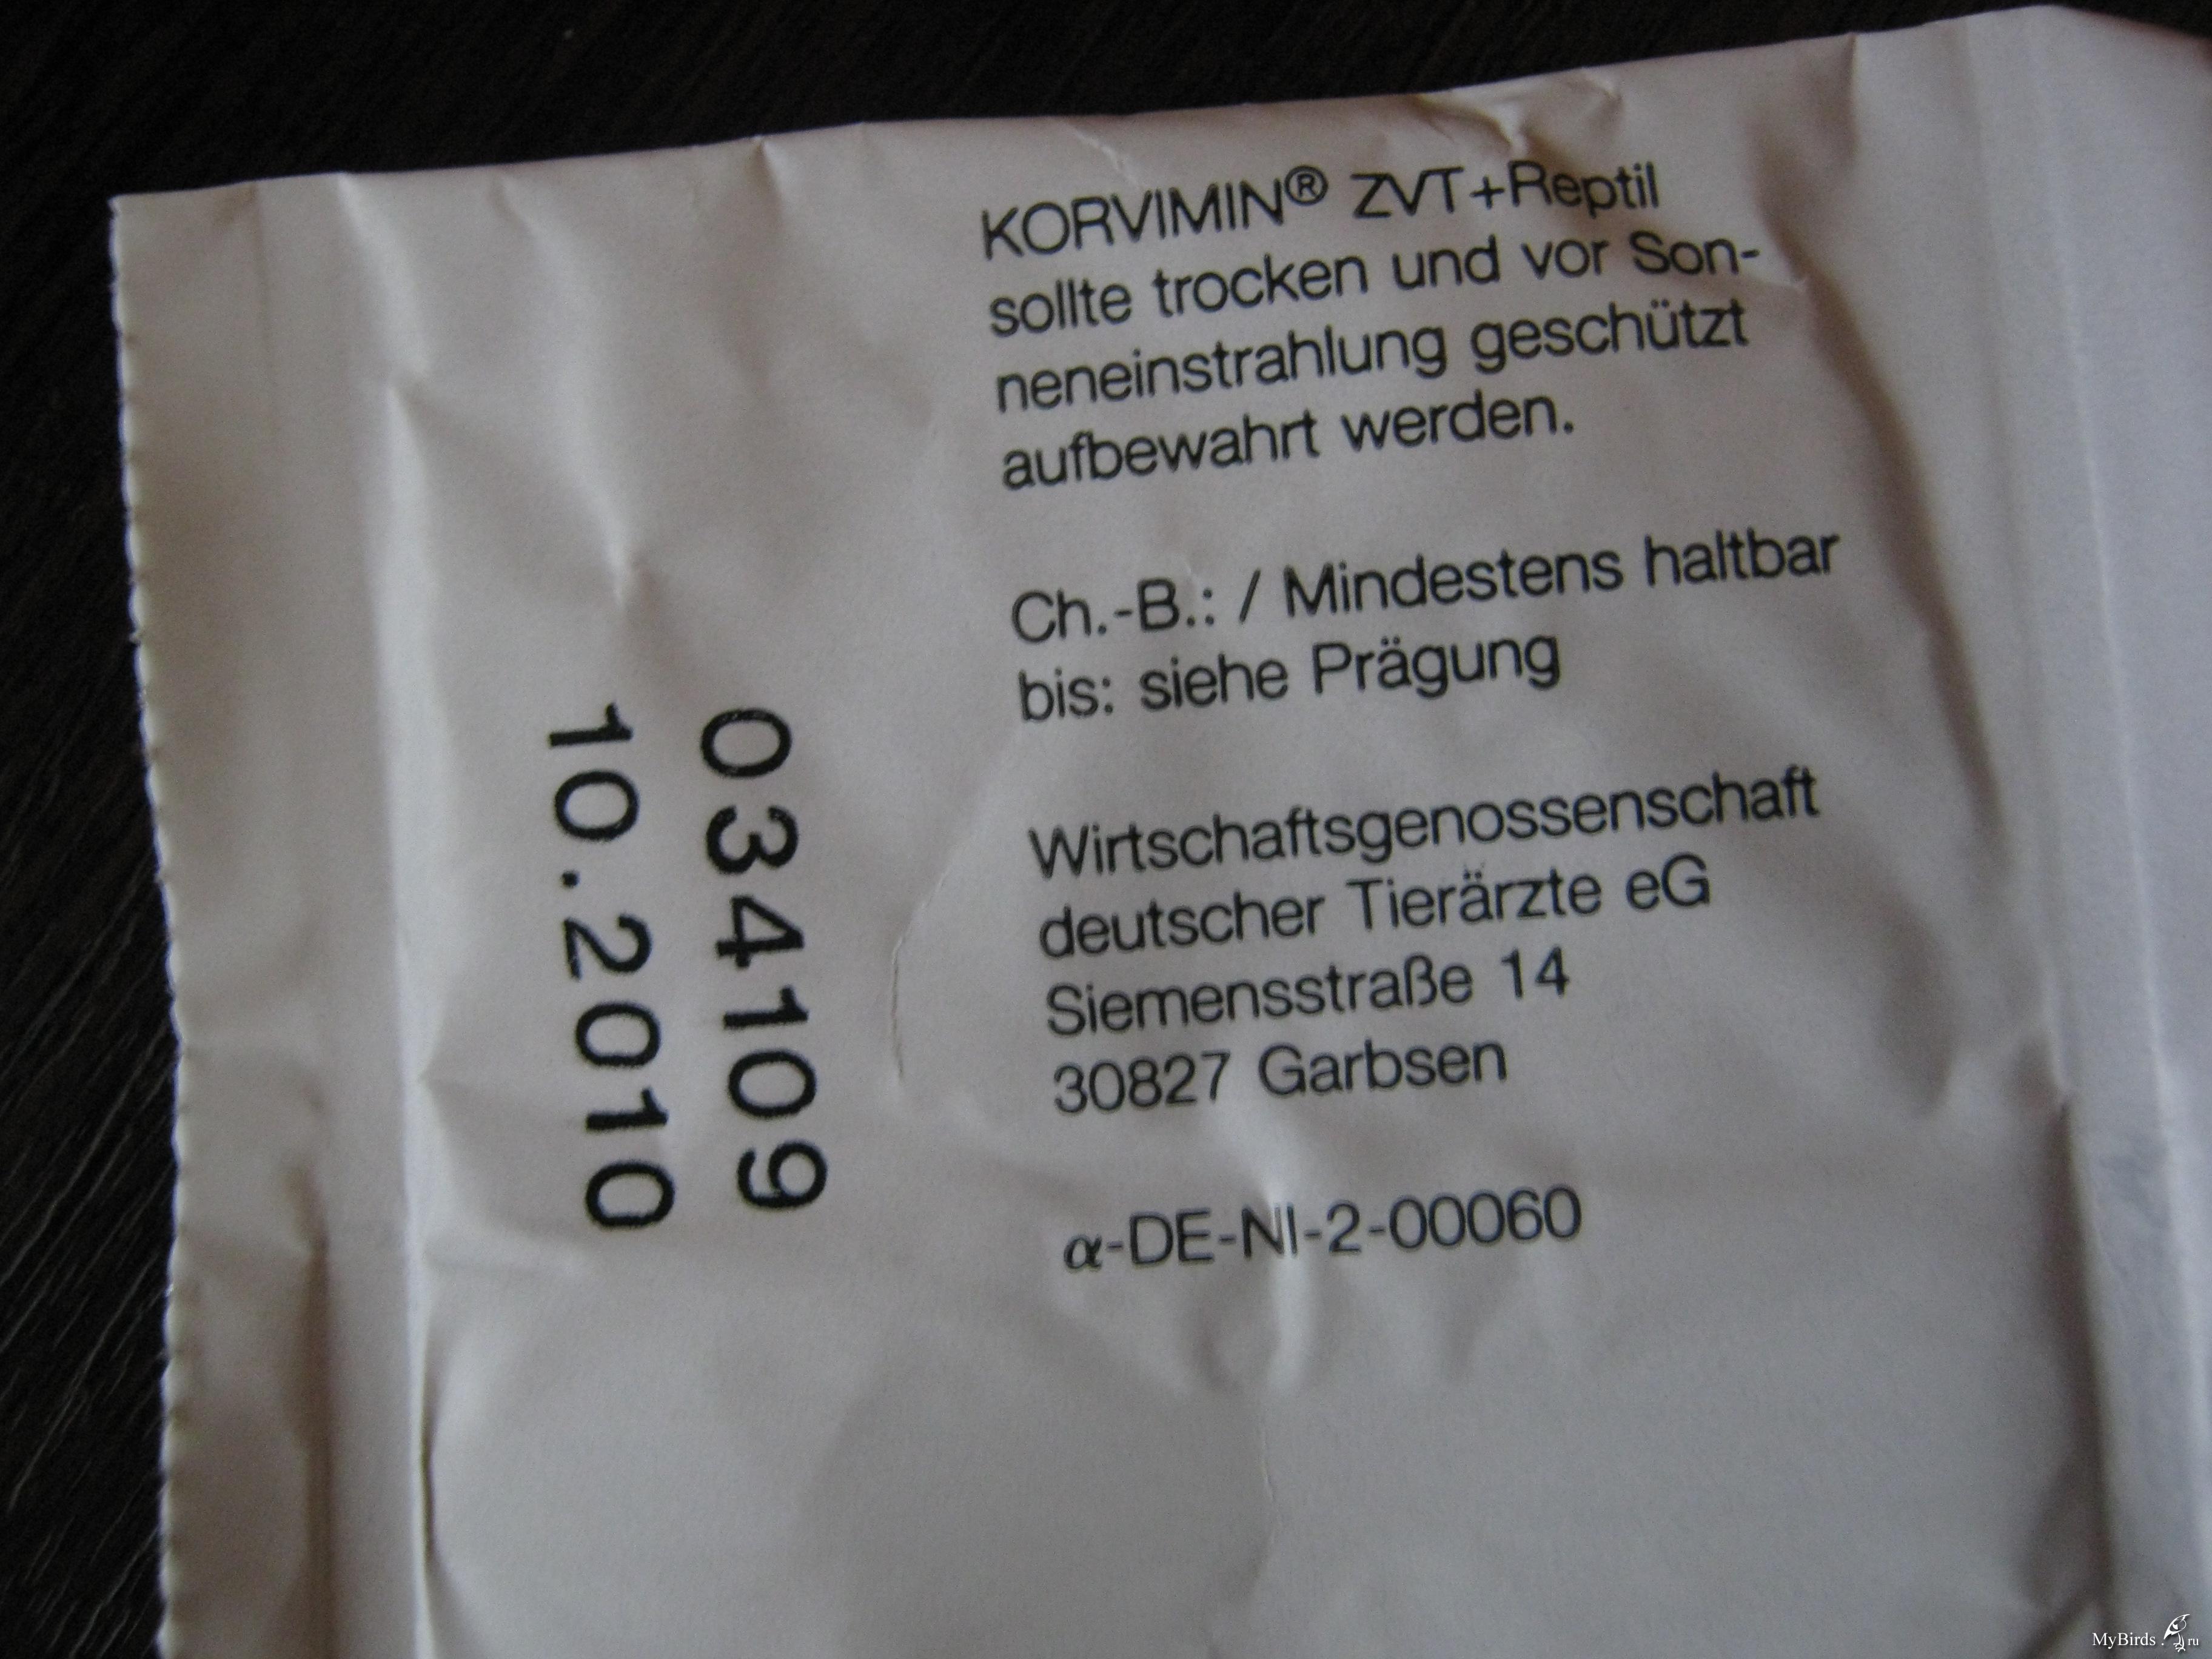 KORVIMIN® ZVT+Reptil
sollte trocken und vor Son-
neneinstrahlung geschützt
aufbewahrt werden.
Ch.-B.: / Mindestens haltbar
bis: siehe Prägung
034109
10.2010
Wirtschaftsgenossenschaft
deutscher Tierärzte eG
Siemensstraße 14
30827 Garbsen
α-DE-NI-2-00060
MyBirds.ru